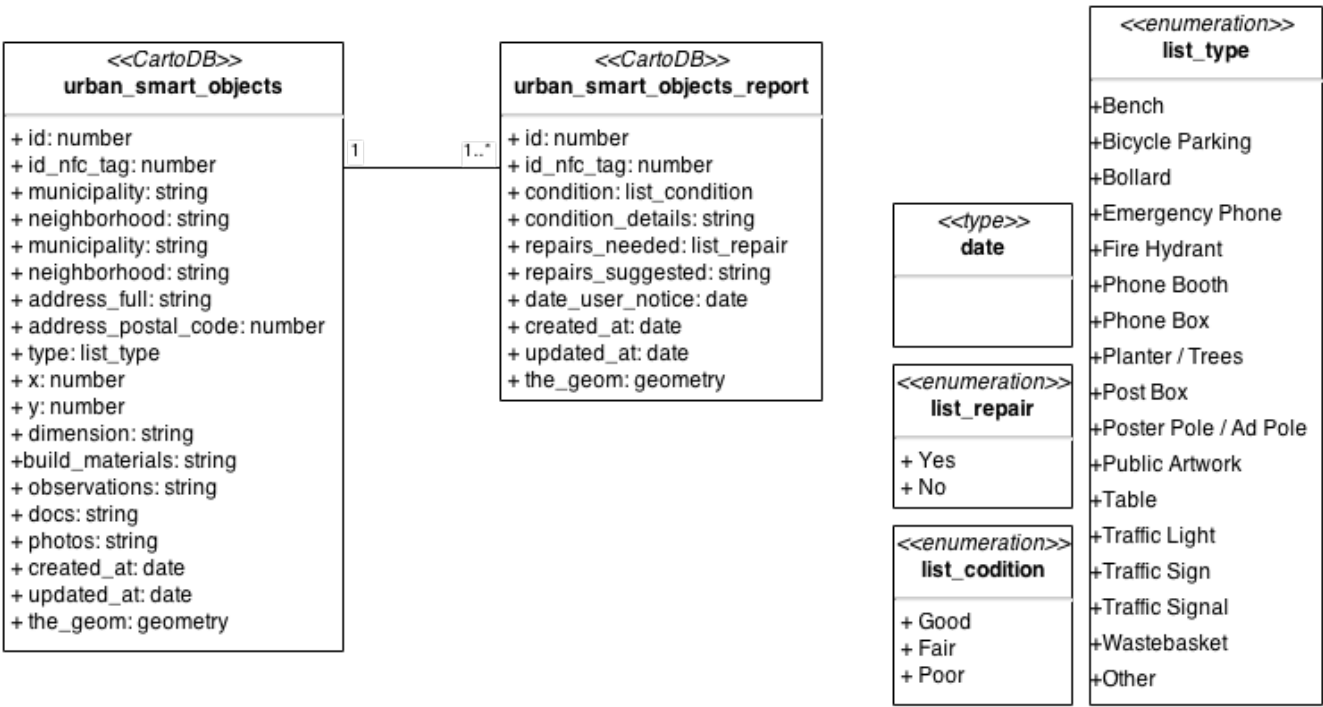 <<CartoDB>>
urban_smart_objects
+ id: number
+ id_nfc_tag: number
+ municipality: string
+ neighborhood: string
+ municipality: string
+ neighborhood: string
+ address_full: string
+ address_postal_code: number
+ type: list_type
+ x: number
+ y: number
+ dimension: string
+build_materials: string
+ observations: string
+ docs: string
+ photos: string
+ created_at: date
+ updated_at: date
+ the_geom: geometry
1
1..*
<<CartoDB>>
urban_smart_objects_report
+ id: number
+ id_nfc_tag: number
+ condition: list_condition
+ condition_details: string
+ repairs_needed: list_repair
+ repairs_suggested: string
+ date_user_notice: date
+ created_at: date
+ updated_at: date
+ the_geom: geometry
<<type>>
date
<<enumeration>>
list_repair
+ Yes
+ No
<<enumeration>>
list_codition
+ Good
+ Fair
+ Poor
<<enumeration>>
list_type
+Bench
+Bicycle Parking
+Bollard
+Emergency Phone
+Fire Hydrant
+Phone Booth
+Phone Box
+Planter / Trees
+Post Box
+Poster Pole / Ad Pole
+Public Artwork
+Table
+Traffic Light
+Traffic Sign
+Traffic Signal
+Wastebasket
+Other